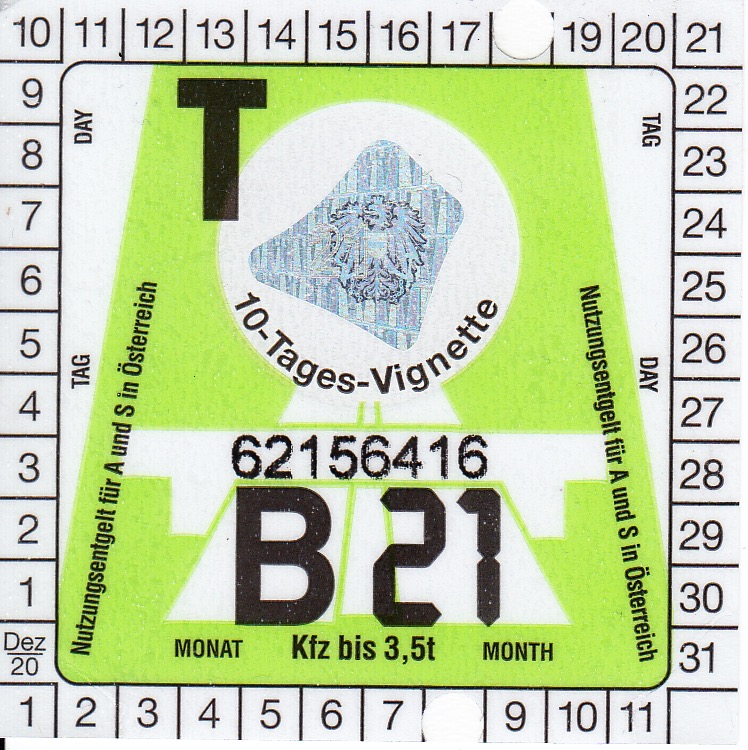 10 11 12 13 14 15 16 17 19 20 21
9 22
8 23
7 24
6 25
5 26
4 27
3 28
2 29
1 30
Dez
20
31
1 2 3 4 5 6 7 9 10 11
DAY
TAG
T
TAG
DAY
Nutzungsentgelt für A und S in Österreich
Nutzungsentgelt für A und S in Österreich
10-Tages-Vignette
62156416
B 21
MONAT Kfz bis 3,5t MONTH